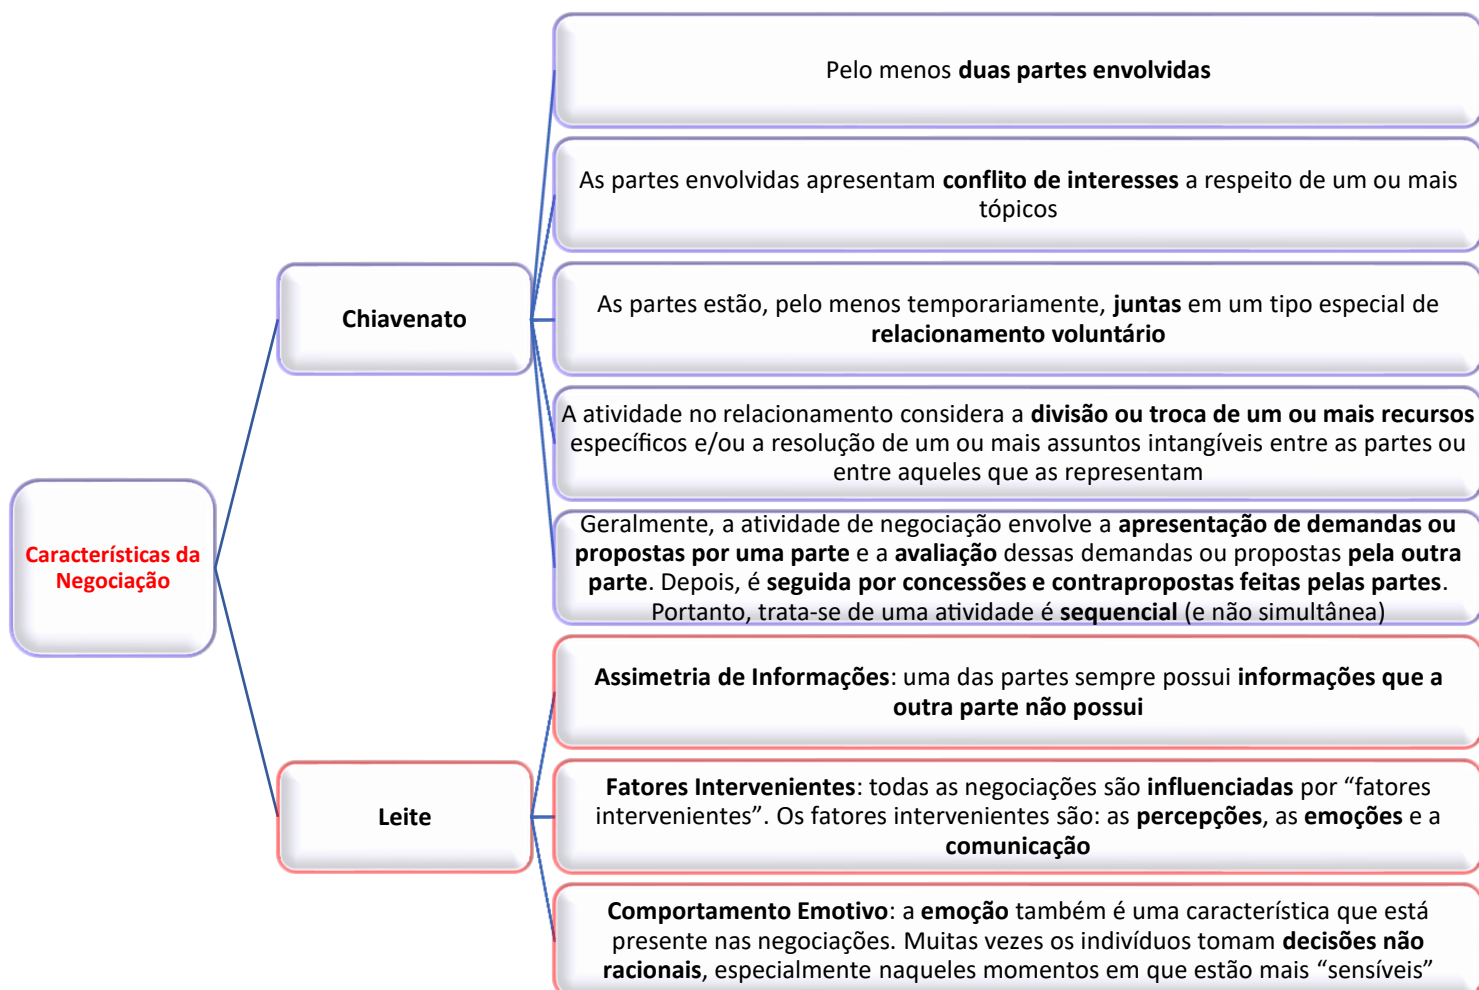 Características da
Negociação
Chiavenato
Pelo menos duas partes envolvidas
As partes envolvidas apresentam conflito de interesses a respeito de um ou mais
tópicos
As partes estão, pelo menos temporariamente, juntas em um tipo especial de
relacionamento voluntário
A atividade no relacionamento considera a divisão ou troca de um ou mais recursos
específicos e/ou a resolução de um ou mais assuntos intangíveis entre as partes ou
entre aqueles que as representam
Geralmente, a atividade de negociação envolve a apresentação de demandas ou
propostas por uma parte e a avaliação dessas demandas ou propostas pela outra
parte. Depois, é seguida por concessões e contrapropostas feitas pelas partes.
Portanto, trata-se de uma atividade é sequencial (e não simultânea)
Leite
Assimetria de Informações: uma das partes sempre possui informações que a
outra parte não possui
Fatores Intervenientes: todas as negociações são influenciadas por “fatores
intervenientes”. Os fatores intervenientes são: as percepções, as emoções e a
comunicação
Comportamento Emotivo: a emoção também é uma característica que está
presente nas negociações. Muitas vezes os indivíduos tomam decisões não
racionais, especialmente naqueles momentos em que estão mais “sensíveis”